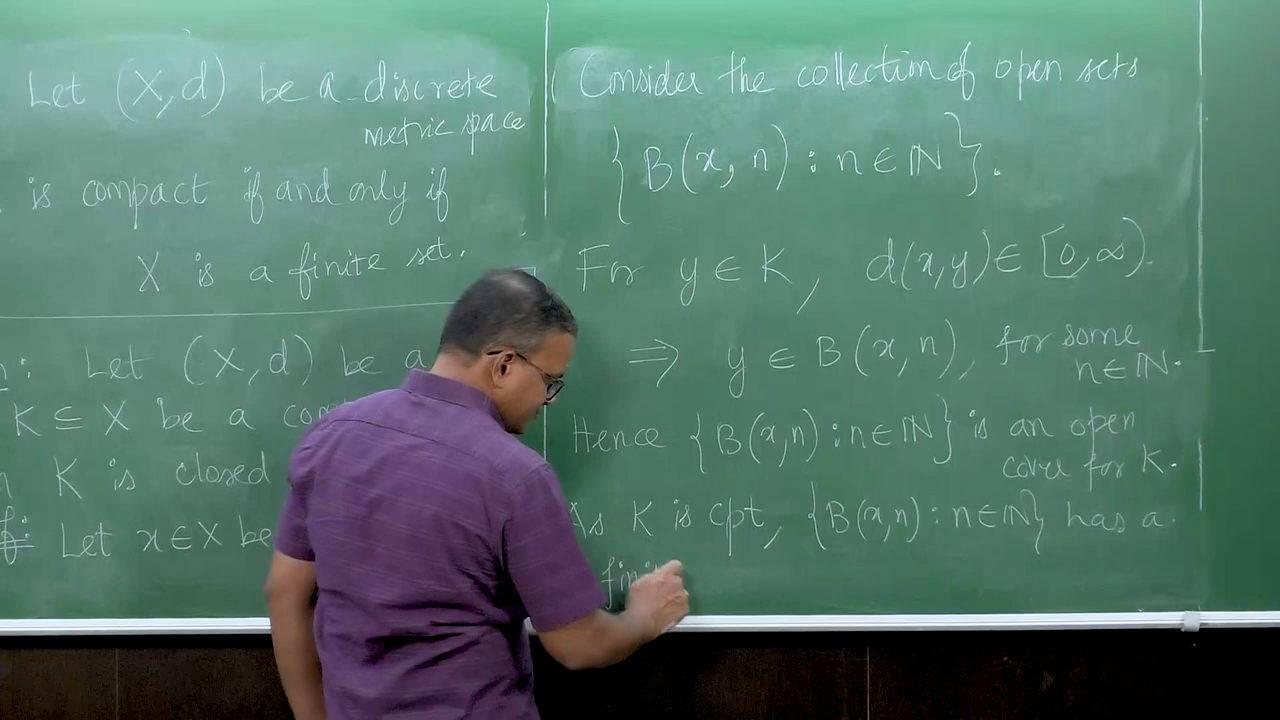 Let (X,d) be a discrete
metric space
is compact if and only if
X is a finite set.
: Let (X,d) be a
K ⊆ X be a com
K is closed
Let x∈X be
Consider the collection of open sets
{B(x,n) : n∈ℕ}.
For y∈K, d(x,y)∈[0,∞).
⇒ y∈B(x,n), for some
n∈ℕ.
Hence {B(x,n) : n∈ℕ} is an open
cover for K.
As K is cpt, {B(x,n) : n∈ℕ} has a
fini